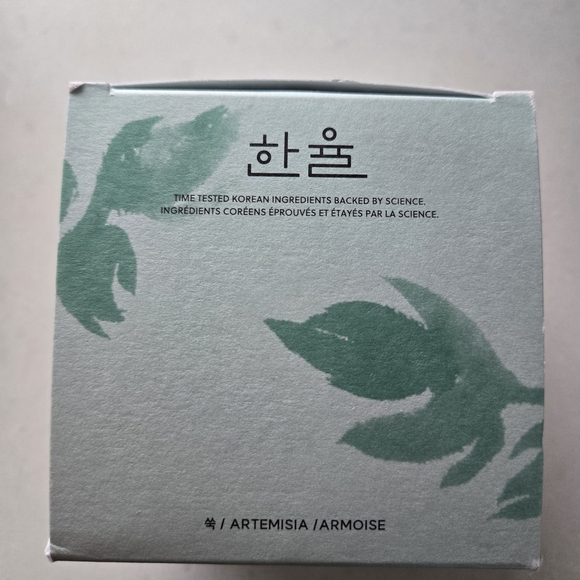 한율
TIME TESTED KOREAN INGREDIENTS BACKED BY SCIENCE.
INGRÉDIENTS CORÉENS ÉPROUVÉS ET ÉTAYÉS PAR LA SCIENCE.
쑥 / ARTEMISIA /ARMOISE